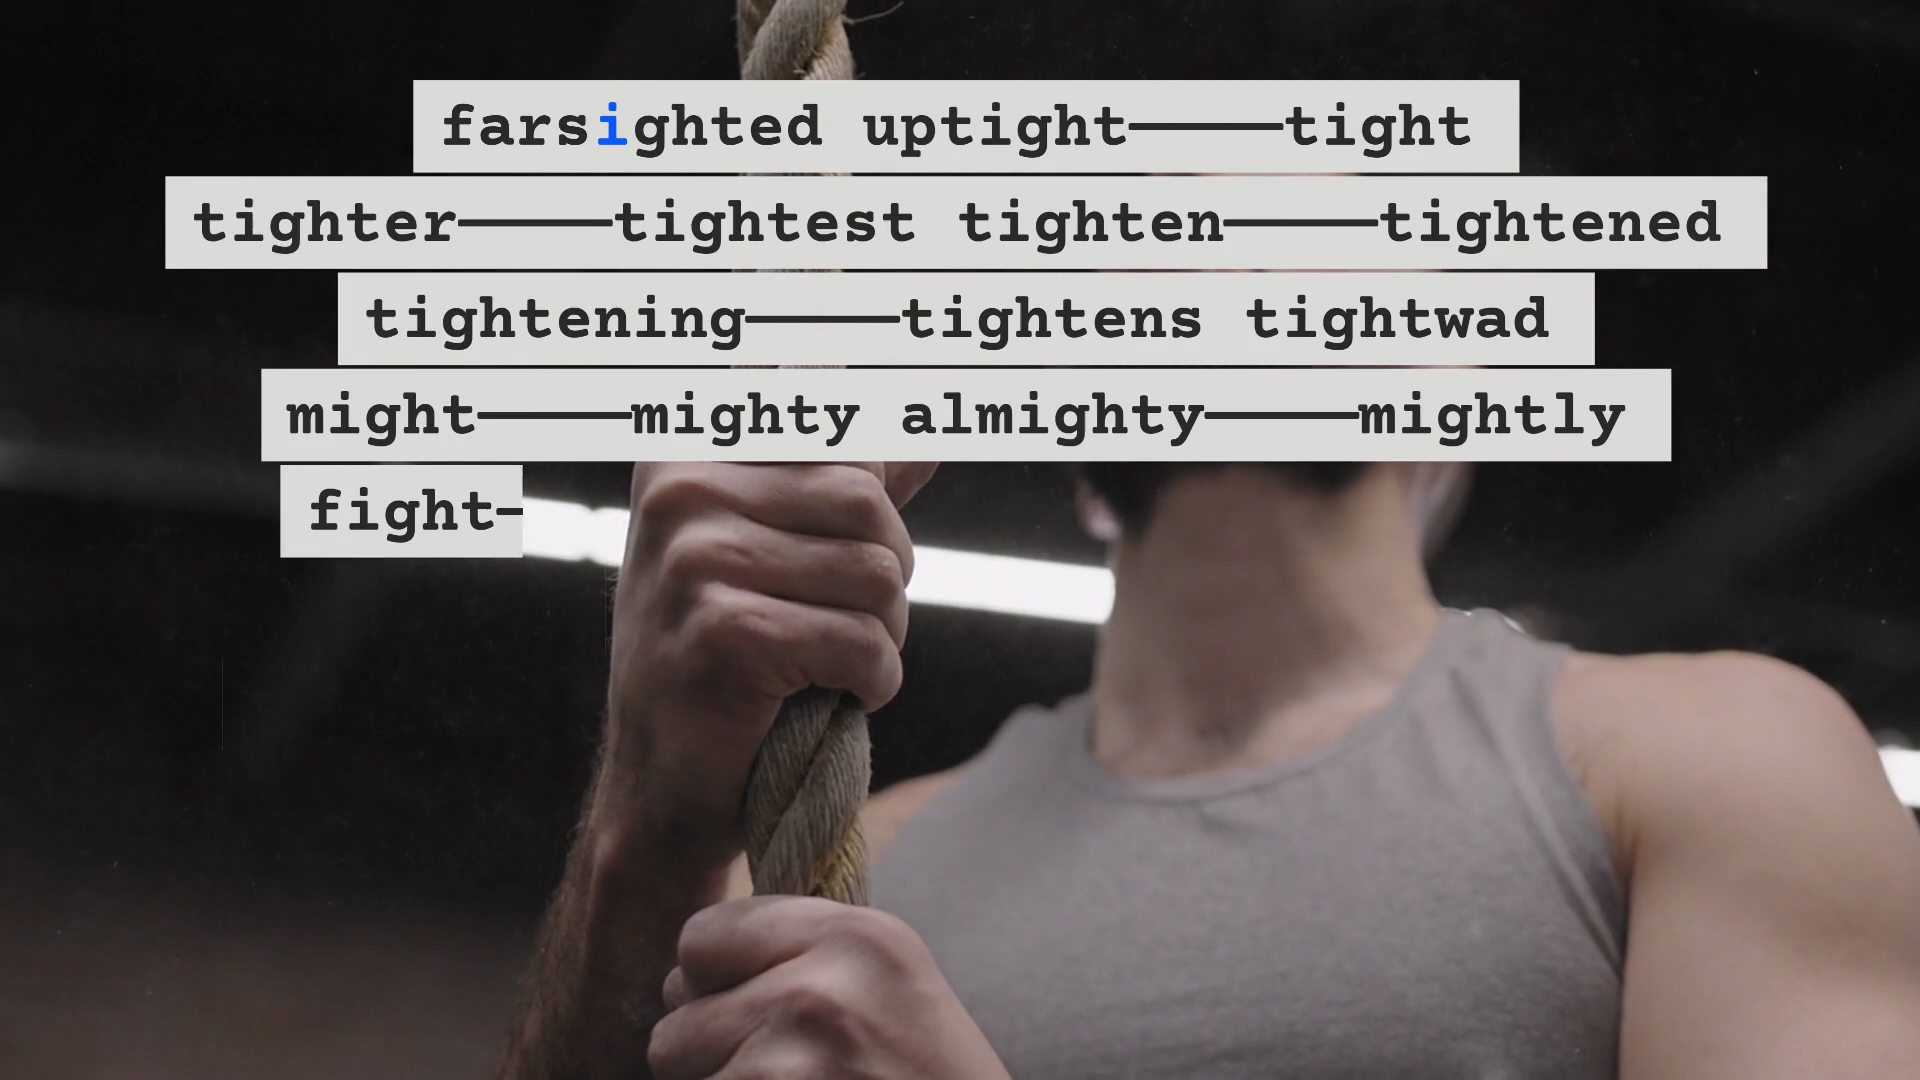 farsighted uptight————tight
tighter————tightest tighten————tightened
tightening————tightens tightwad
might————mighty almighty————mightly
fight-